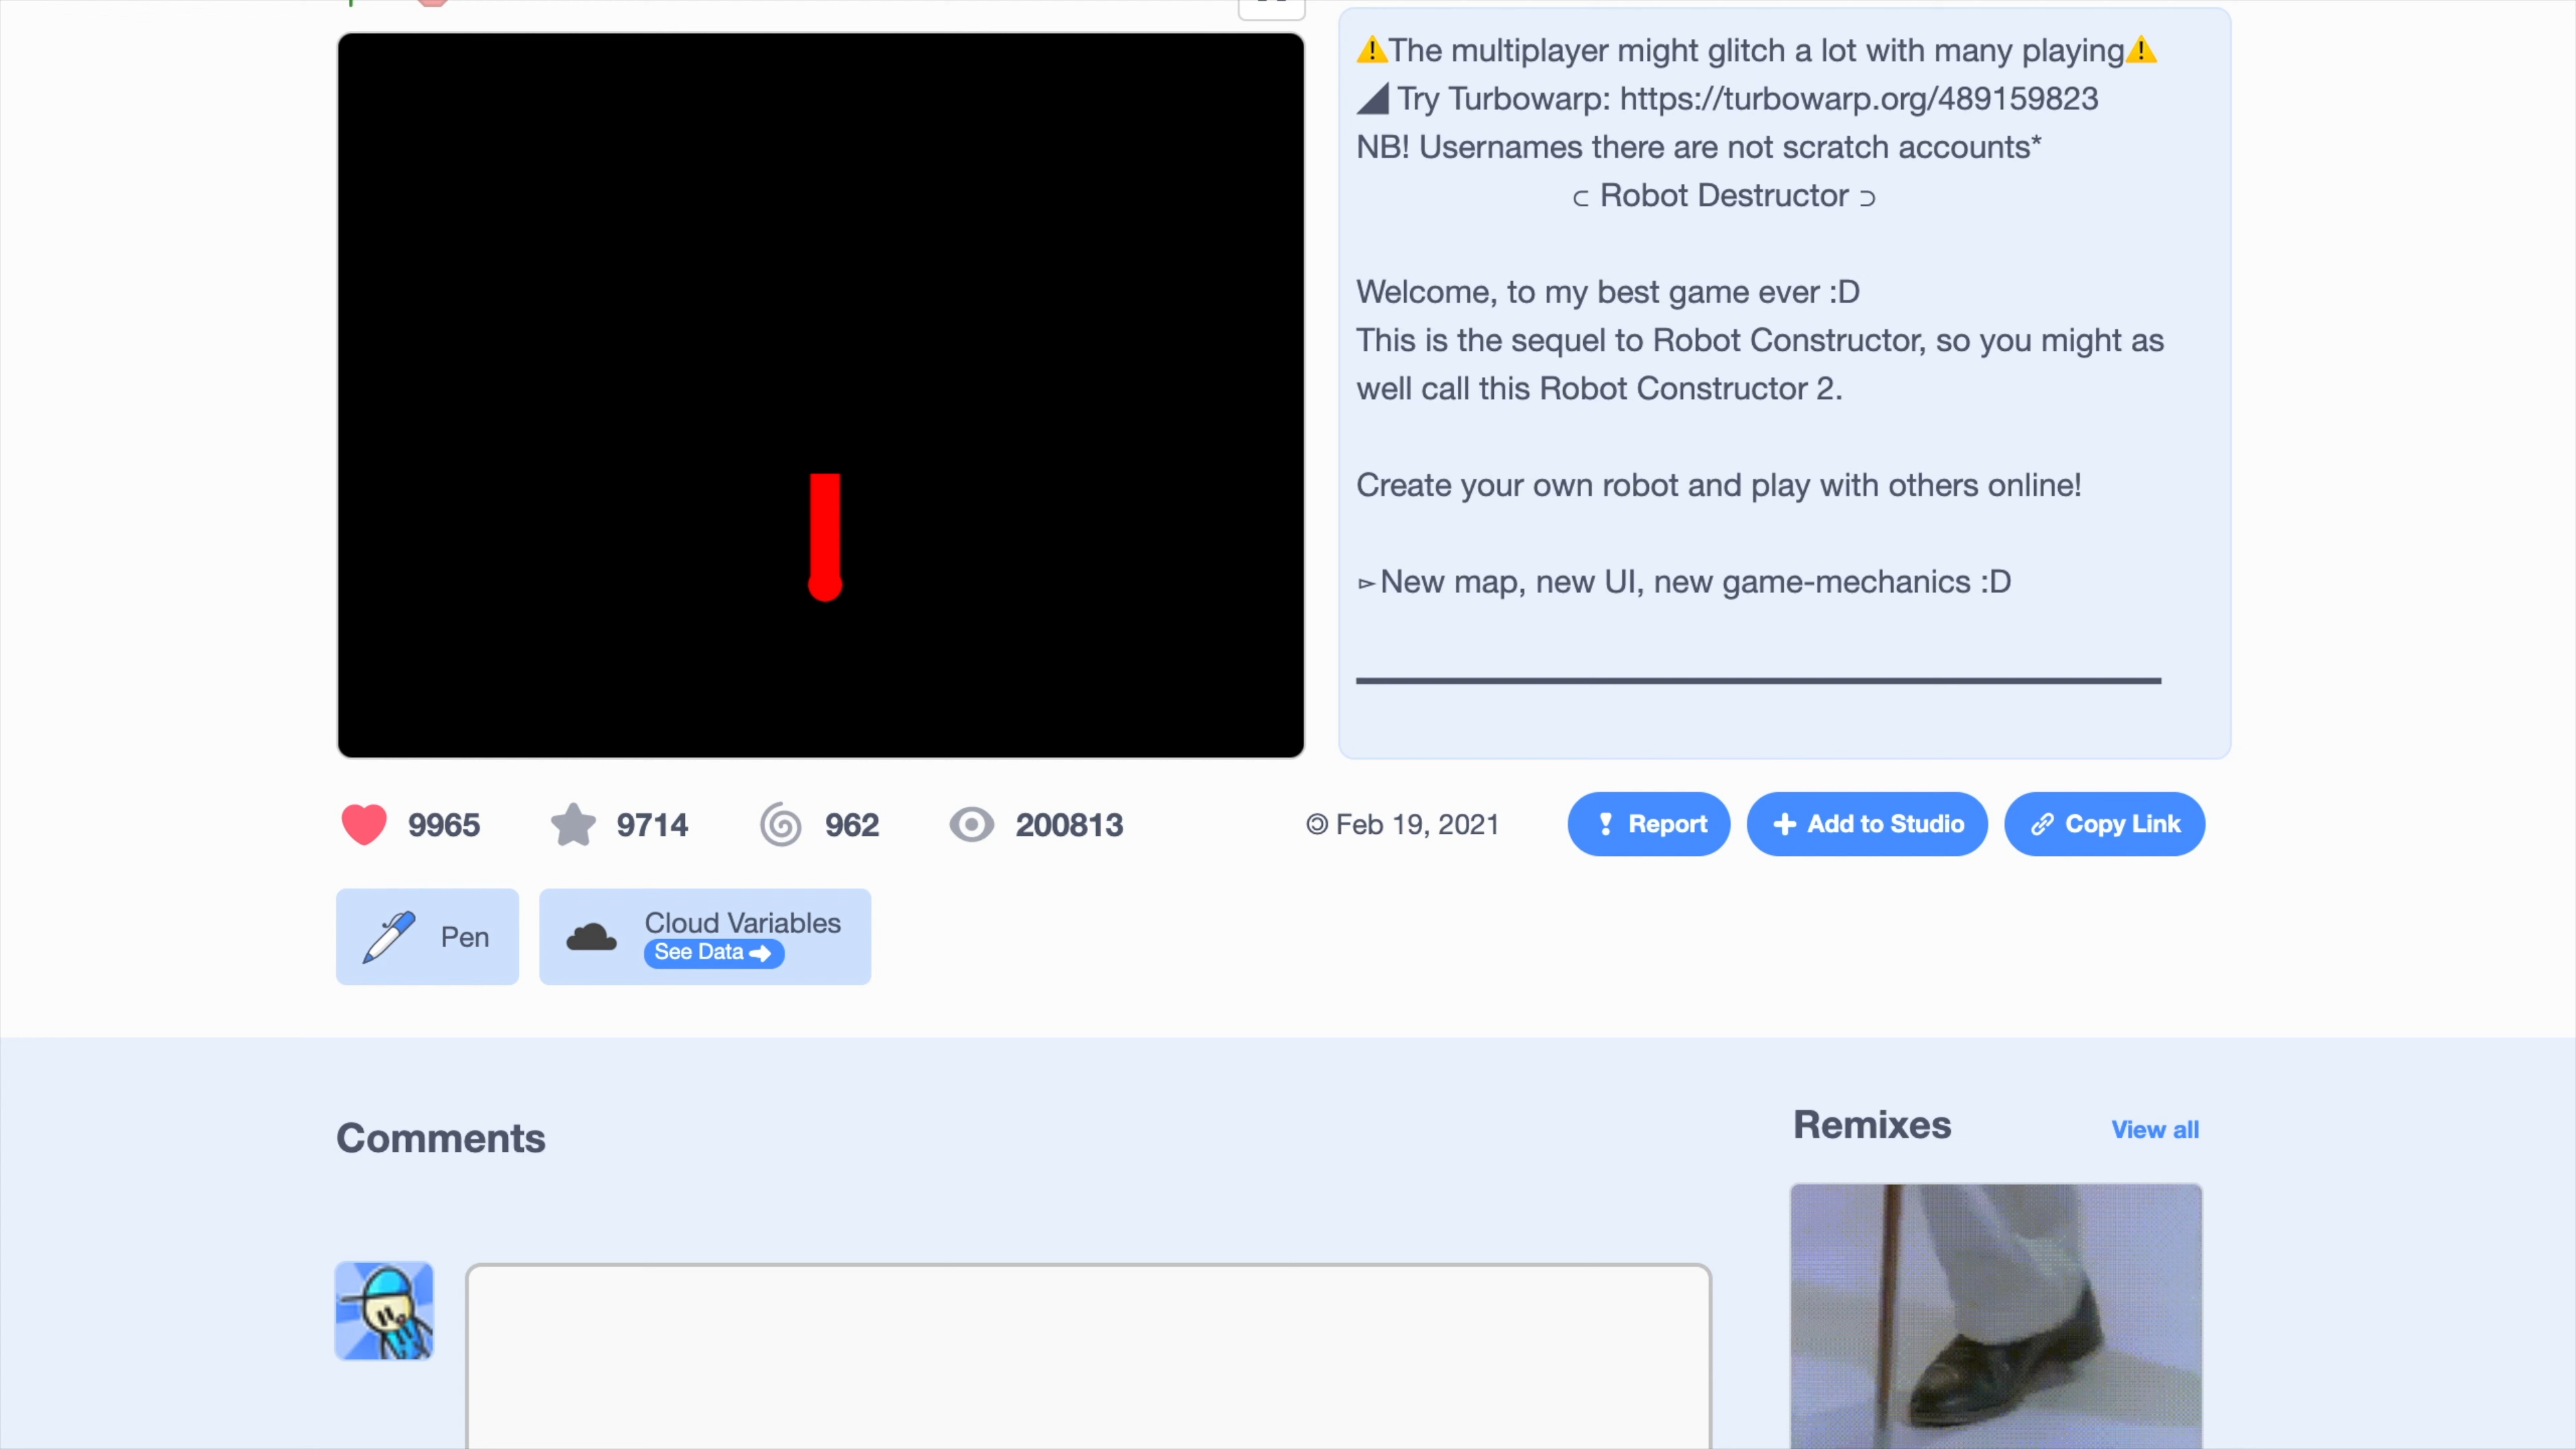 ⚠️The multiplayer might glitch a lot with many playing⚠️
◢ Try Turbowarp: https://turbowarp.org/489159823
NB! Usernames there are not scratch accounts*
⊂ Robot Destructor ⊃
Welcome, to my best game ever :D
This is the sequel to Robot Constructor, so you might as
well call this Robot Constructor 2.
Create your own robot and play with others online!
▻New map, new UI, new game-mechanics :D
9965 9714 962 200813 Feb 19, 2021 Report Add to Studio Copy Link
Pen
Cloud Variables
See Data
Comments
Remixes View all